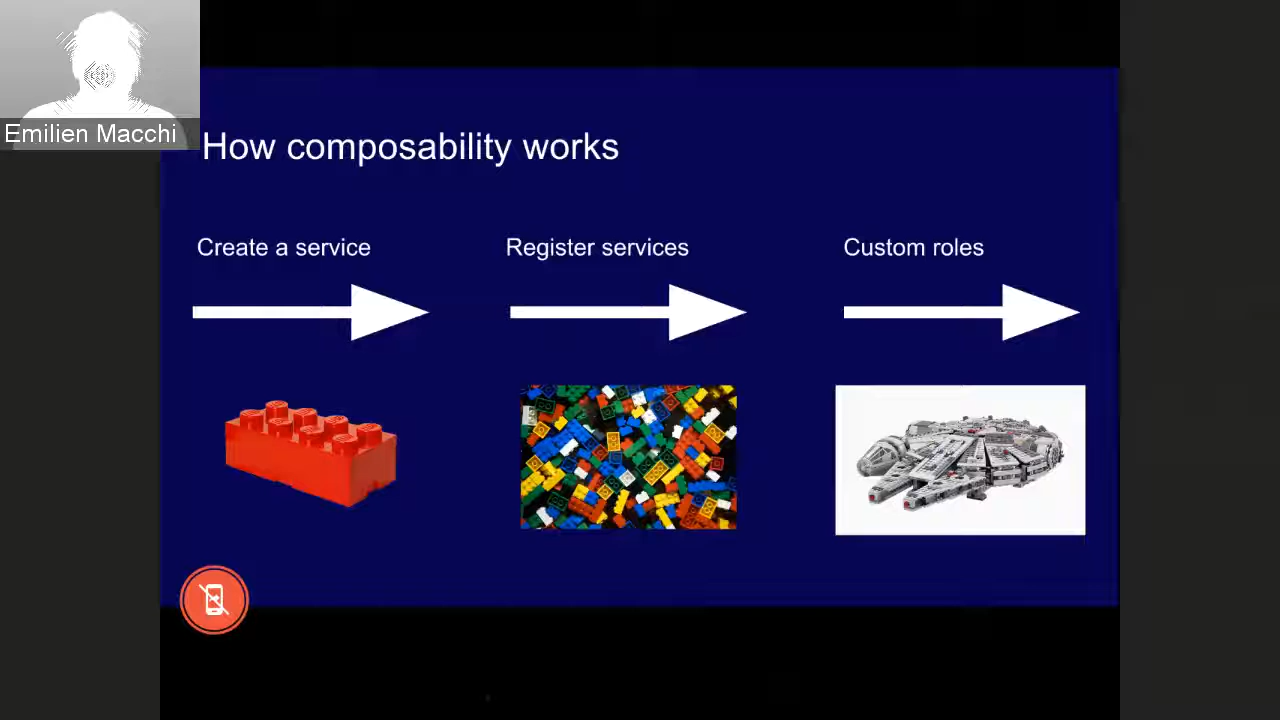 Emilien Macchi
How composability works
Create a service
Register services
Custom roles